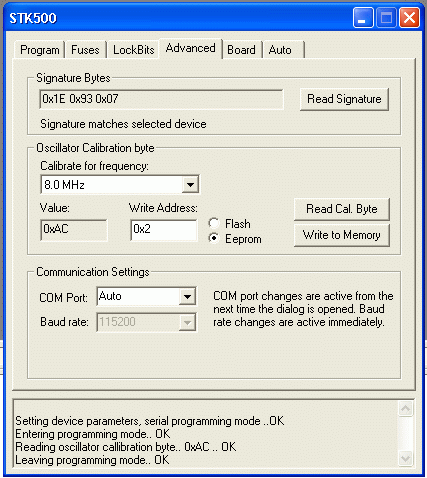 STK500
Program Fuses LockBits Advanced Board Auto
Signature Bytes
0x1E 0x93 0x07
Read Signature
Signature matches selected device
Oscillator Calibration byte
Calibrate for frequency:
8.0 MHz
Value:
Write Address:
0xAC
0x2
Flash
Eeprom
Read Cal. Byte
Write to Memory
Communication Settings
COM Port:
Auto
Baud rate:
115200
COM port changes are active from the
next time the dialog is opened. Baud
rate changes are active immediately.
Setting device parameters, serial programming mode ..OK
Entering programming mode.. OK
Reading oscillator callibration byte.. 0xAC .. OK
Leaving programming mode.. OK